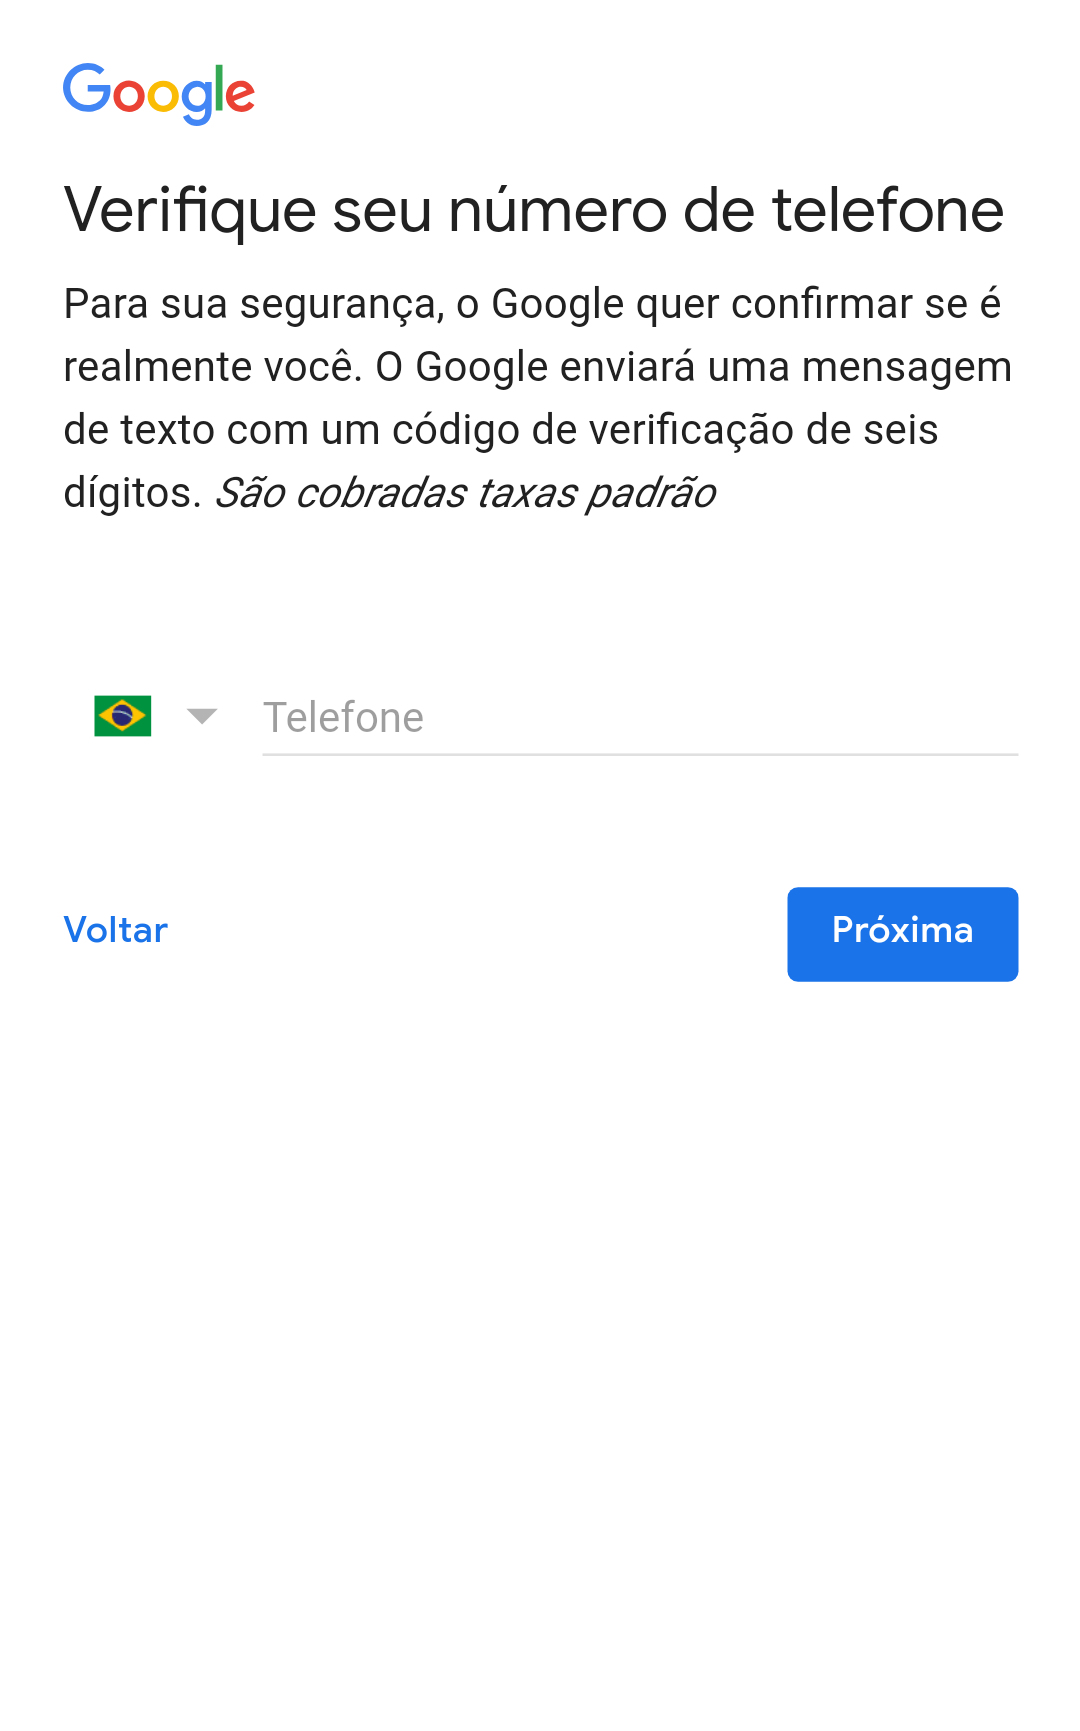 Google
Verifique seu número de telefone
Para sua segurança, o Google quer confirmar se é
realmente você. O Google enviará uma mensagem
de texto com um código de verificação de seis
dígitos. São cobradas taxas padrão
Telefone
Voltar
Próxima